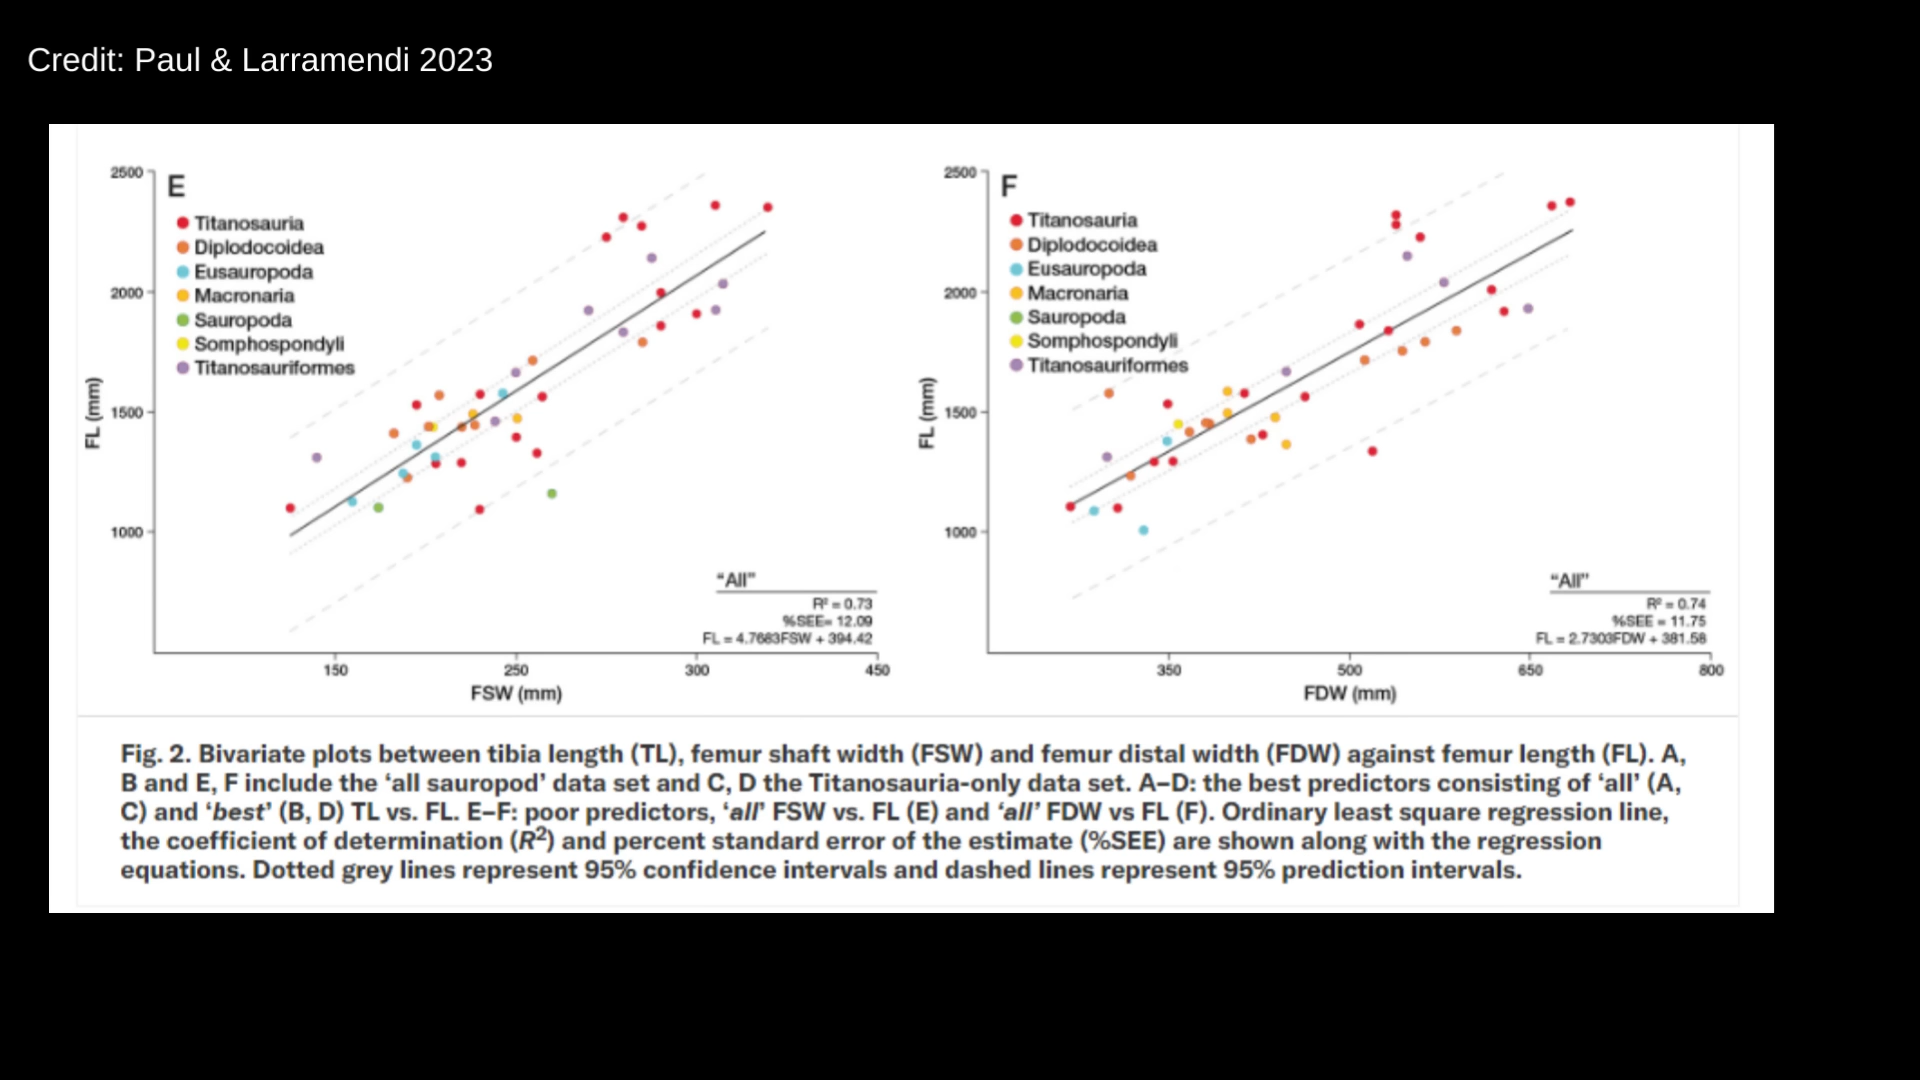 Credit: Paul & Larramendi 2023
E
2500
2000
1500
1000
FL (mm)
Titanosauria
Diplodocoidea
Eusauropoda
Macronaria
Sauropoda
Somphospondyli
Titanosauriformes
“All”
R² = 0.73
%SEE= 12.09
FL = 4.7683FSW + 394.42
150 250 300 450
FSW (mm)
F
2500
2000
1500
1000
FL (mm)
Titanosauria
Diplodocoidea
Eusauropoda
Macronaria
Sauropoda
Somphospondyli
Titanosauriformes
“All”
R² = 0.74
%SEE = 11.75
FL = 2.7303FDW + 381.58
350 500 650 800
FDW (mm)
Fig. 2. Bivariate plots between tibia length (TL), femur shaft width (FSW) and femur distal width (FDW) against femur length (FL). A,
B and E, F include the ‘all sauropod’ data set and C, D the Titanosauria-only data set. A–D: the best predictors consisting of ‘all’ (A,
C) and ‘best’ (B, D) TL vs. FL. E–F: poor predictors, ‘all’ FSW vs. FL (E) and ‘all’ FDW vs FL (F). Ordinary least square regression line,
the coefficient of determination (R²) and percent standard error of the estimate (%SEE) are shown along with the regression
equations. Dotted grey lines represent 95% confidence intervals and dashed lines represent 95% prediction intervals.